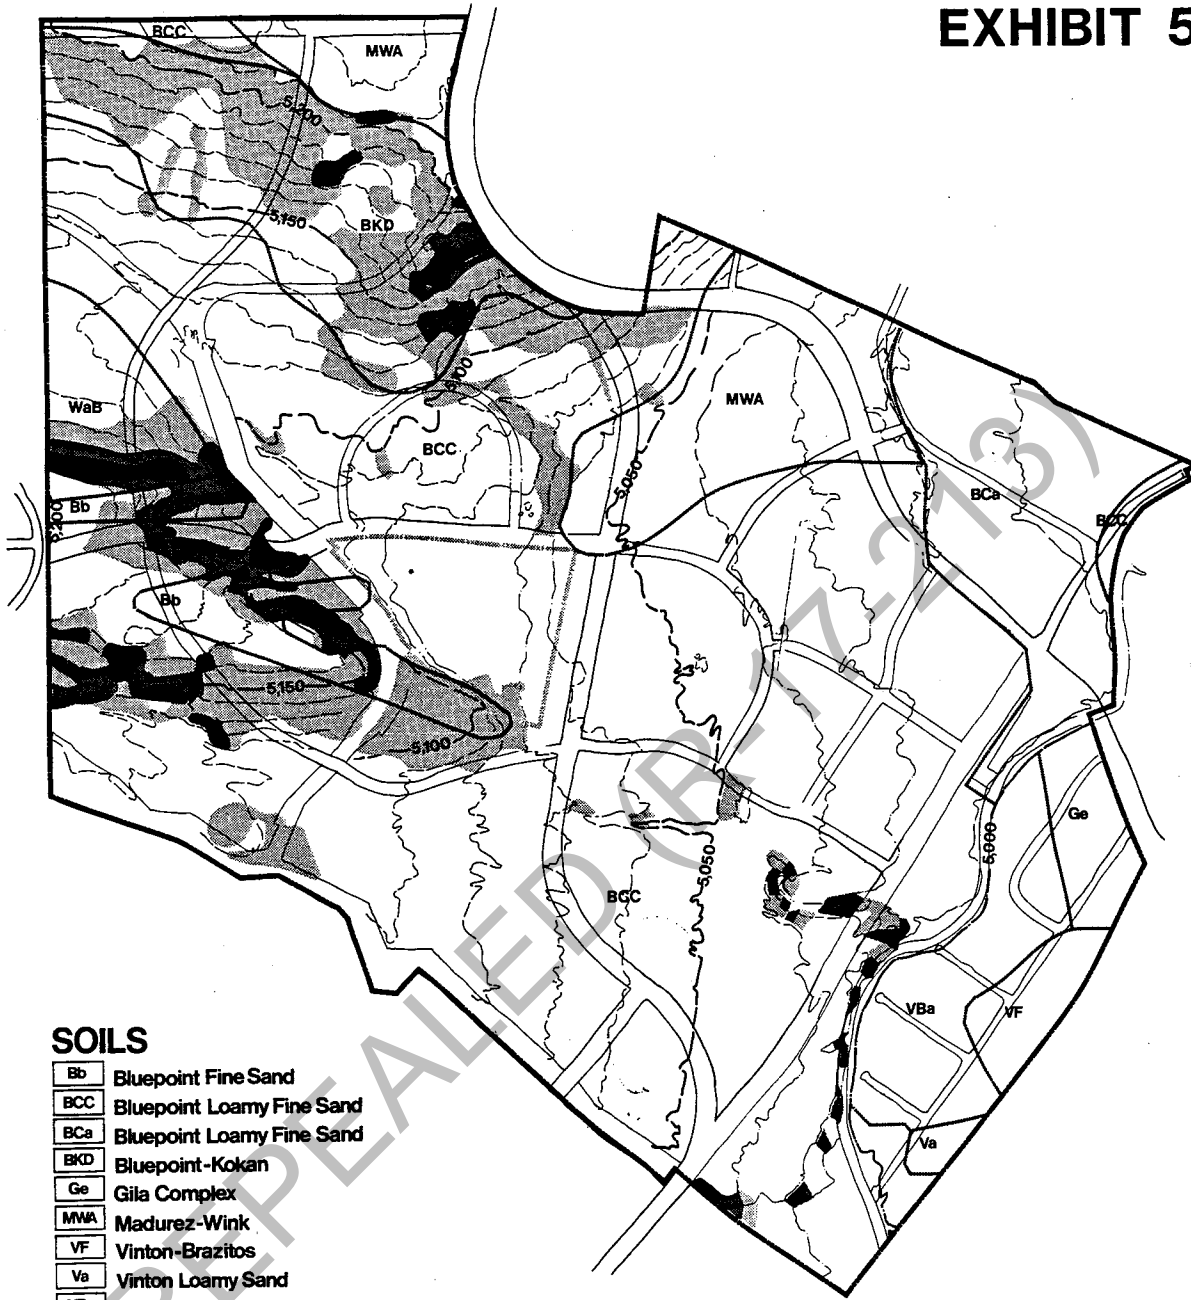 EXHIBIT 5
BCC
MWA
5,200
5,150
BKD
5,100
WaB
BCC
MWA
5,050
BCa
BCC
5,200
Bb
Bb
5,150
5,100
5,000
Ge
5,050
BCC
VBa
VF
Va
REPEALED (R-17-213)
SOILS
Bb Bluepoint Fine Sand
BCC Bluepoint Loamy Fine Sand
BCa Bluepoint Loamy Fine Sand
BKD Bluepoint-Kokan
Ge Gila Complex
MWA Madurez-Wink
VF Vinton-Brazitos
Va Vinton Loamy Sand